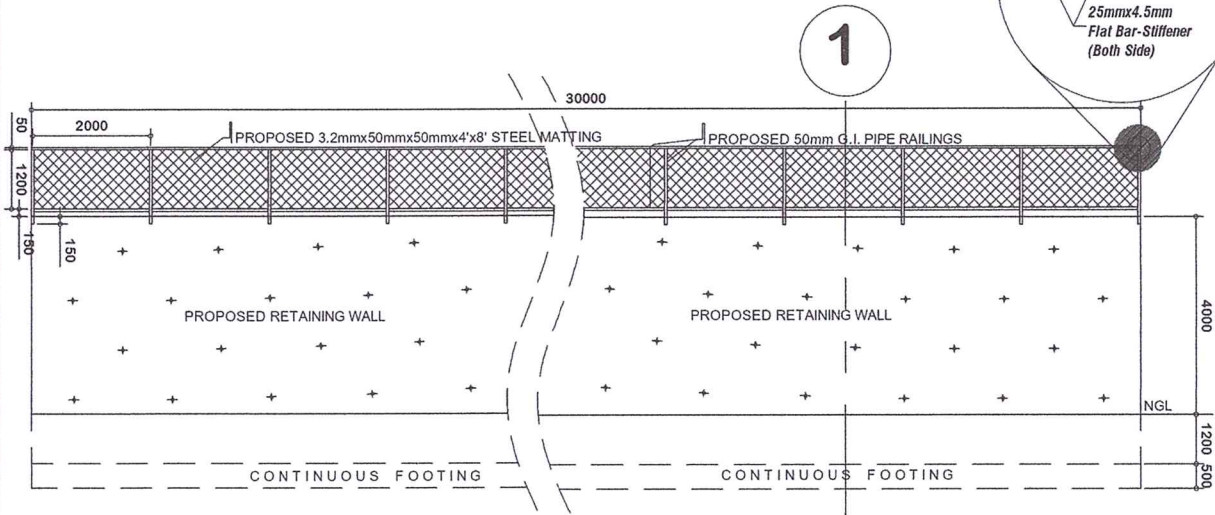 25mmx4.5mm
Flat Bar-Stiffener
(Both Side)
1
30000
50
2000
PROPOSED 3.2mmx50mmx50mmx4'x8' STEEL MATTING
PROPOSED 50mm G.I. PIPE RAILINGS
1200
150
150
PROPOSED RETAINING WALL
PROPOSED RETAINING WALL
4000
NGL
1200
500
CONTINUOUS FOOTING
CONTINUOUS FOOTING